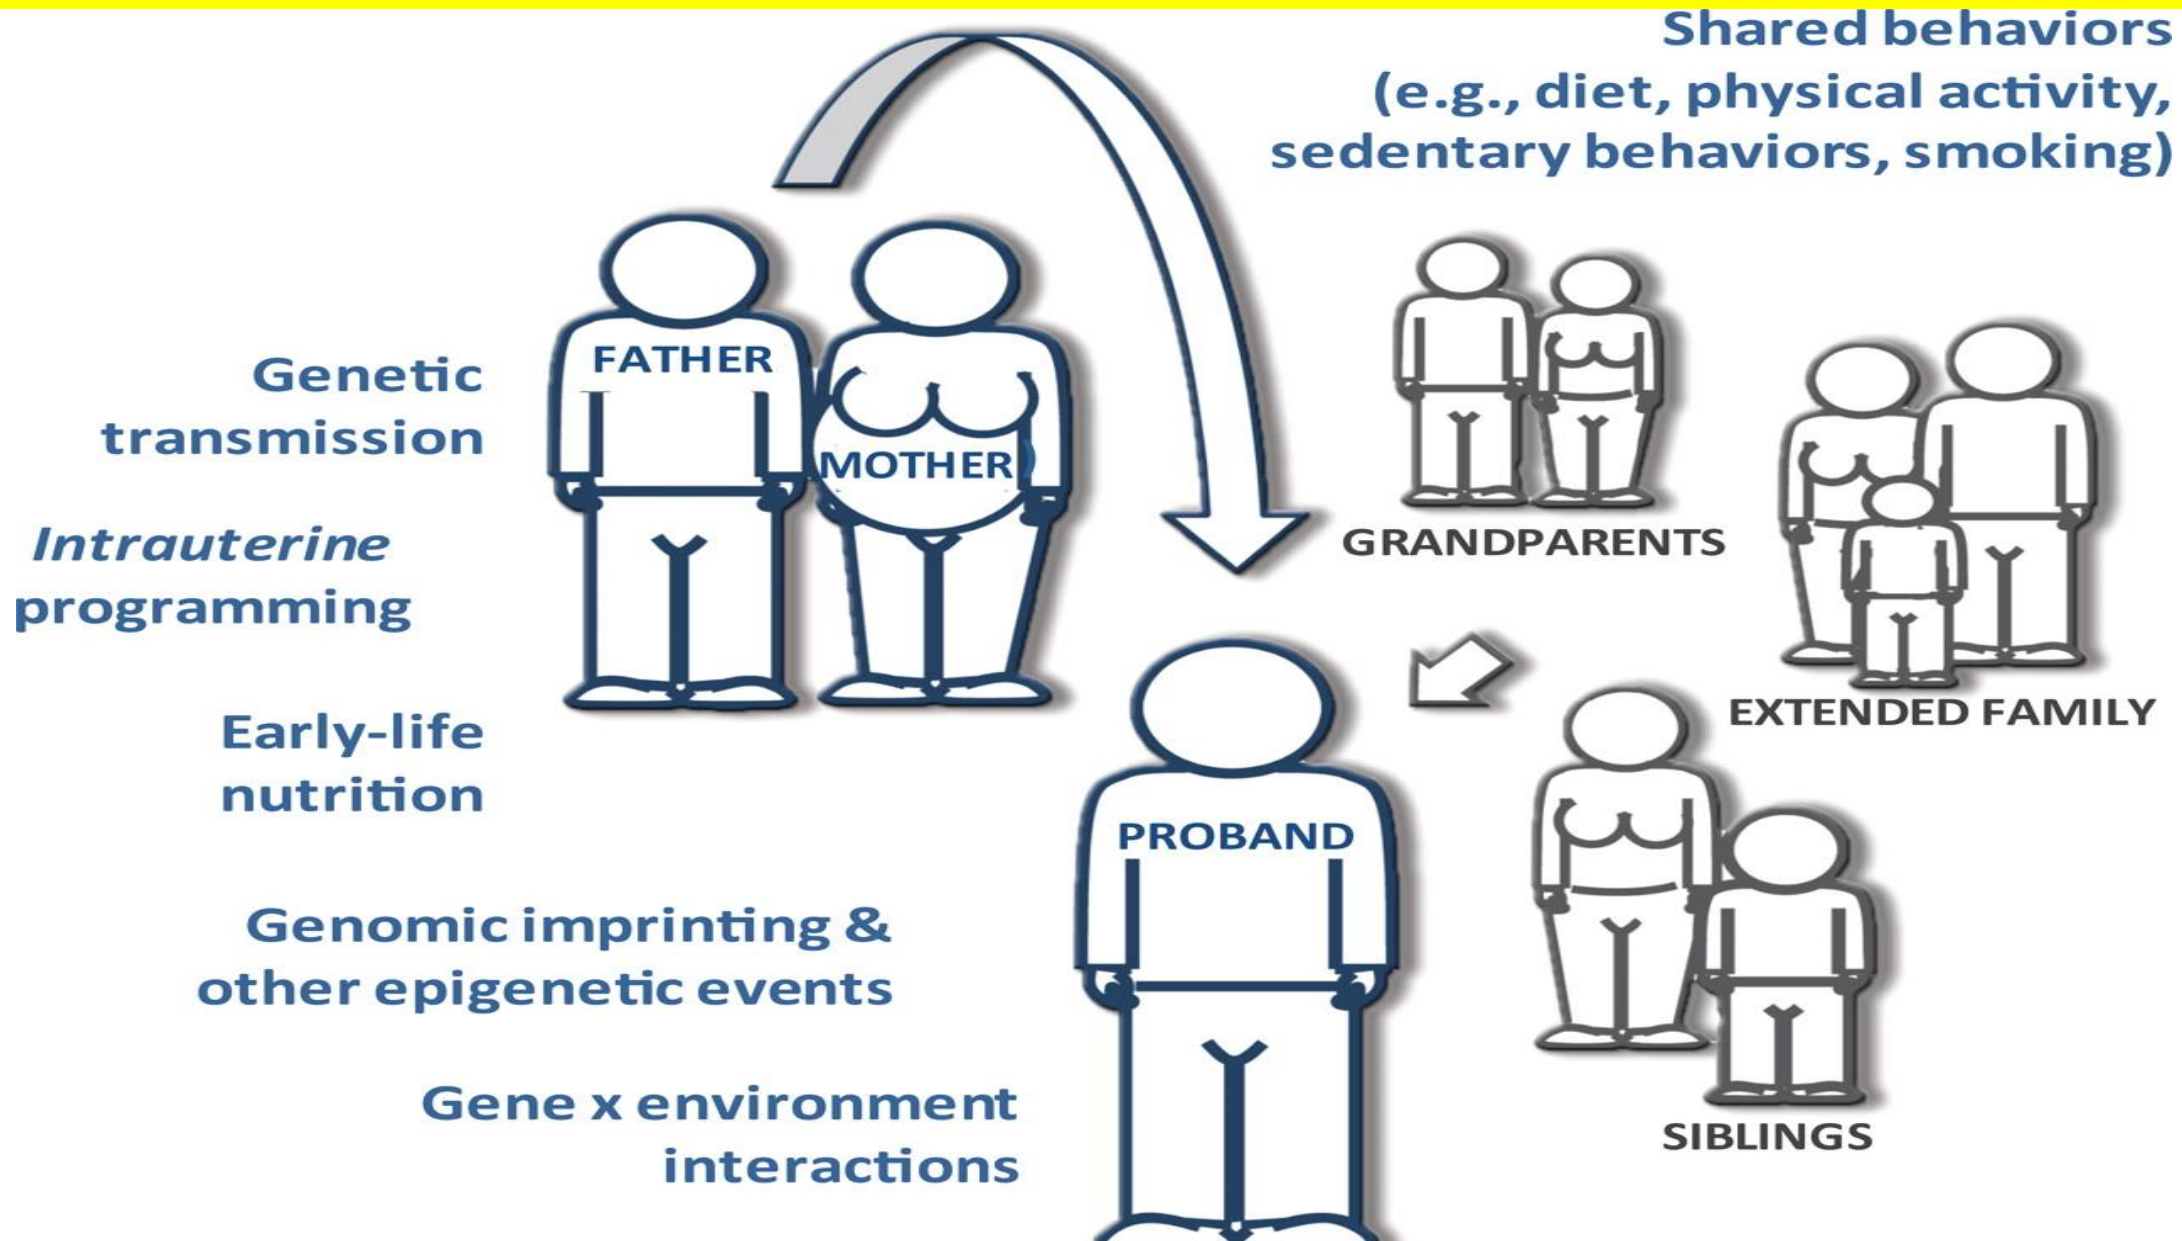 Shared behaviors
(e.g., diet, physical activity,
sedentary behaviors, smoking)
FATHER
MOTHER
Genetic
transmission
Intrauterine
programming
Early-life
nutrition
Genomic imprinting &
other epigenetic events
Gene x environment
interactions
PROBAND
GRANDPARENTS
EXTENDED FAMILY
SIBLINGS